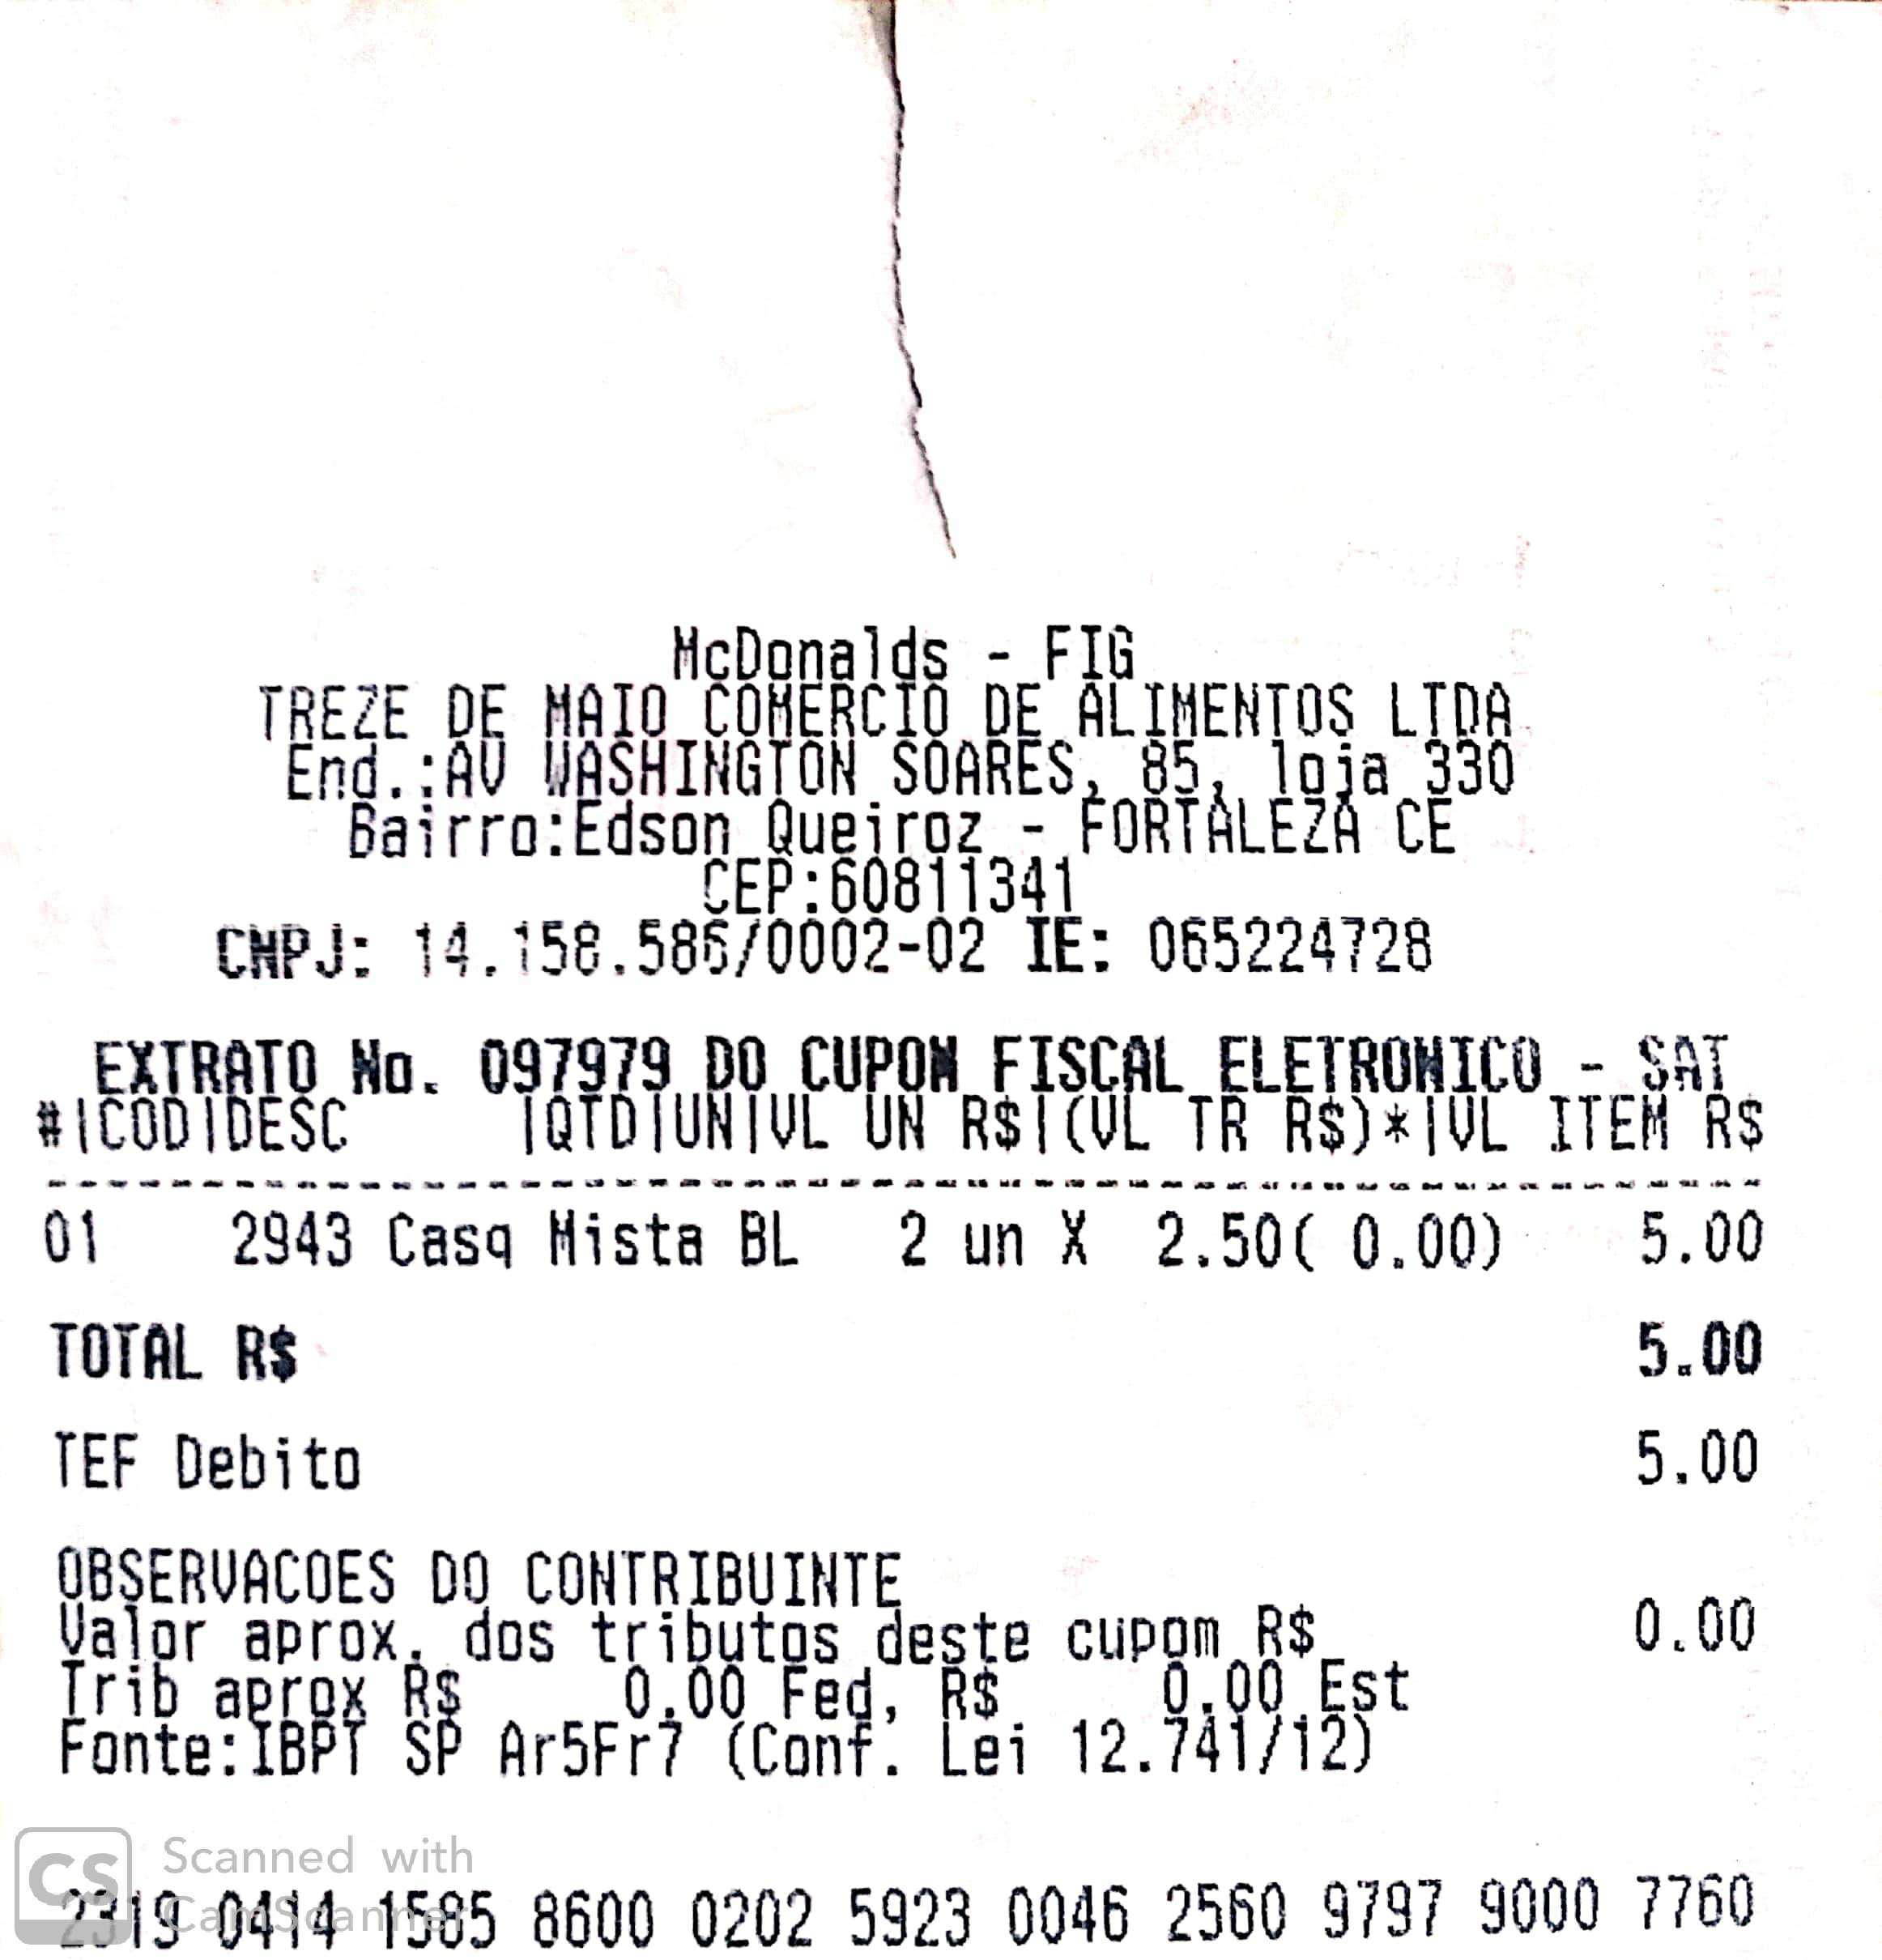 McDonalds - FIG
TREZE DE MAIO COMERCIO DE ALIMENTOS LTDA
End.:AV WASHINGTON SOARES, 85, loja 330
Bairro:Edson Queiroz - FORTALEZA CE
CEP:60811341
CNPJ: 14.158.586/0002-02 IE: 065224728
EXTRATO No. 097979 DO CUPOM FISCAL ELETRONICO - SAT
#|COD|DESC |QTD|UN|VL UN R$|(VL TR R$)*|VL ITEM R$
01 2943 Casq Mista BL 2 un X 2.50( 0.00) 5.00
TOTAL R$ 5.00
TEF Debito 5.00
OBSERVACOES DO CONTRIBUINTE
Valor aprox. dos tributos deste cupom R$ 0.00
Trib aprox R$ 0.00 Fed, R$ 0.00 Est
Fonte:IBPT SP Ar5Fr7 (Conf. Lei 12.741/12)
CS Scanned with CamScanner
2319 0414 1585 8600 0202 5923 0046 2560 9797 9000 7760